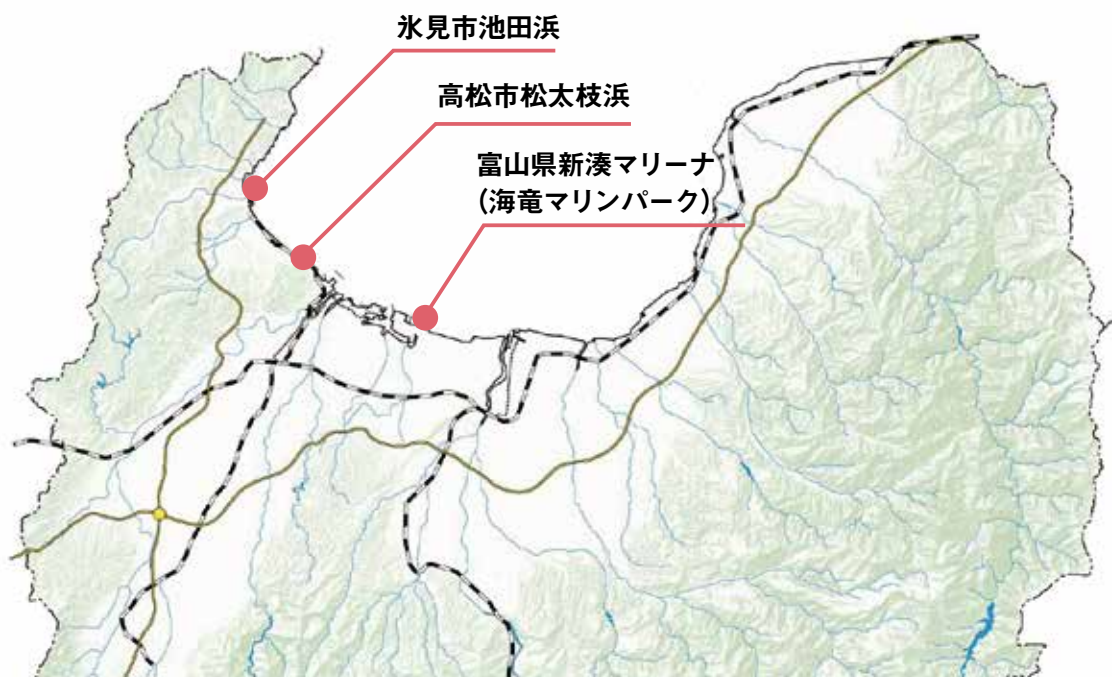 氷見市池田浜
高松市松太枝浜
富山県新湊マリーナ
(海竜マリンパーク)